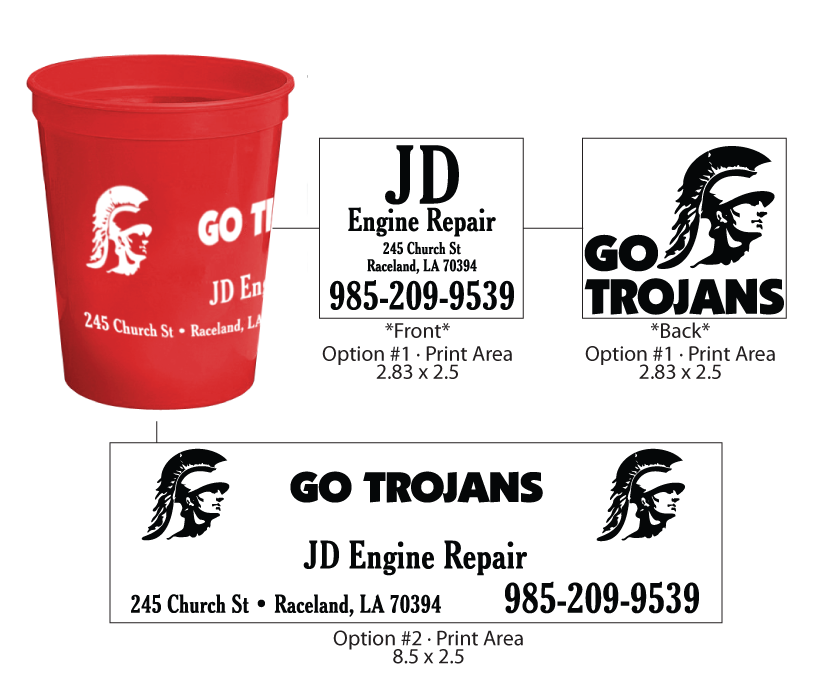 GO T
JD Eng
245 Church St • Raceland, LA
JD
Engine Repair
245 Church St
Raceland, LA 70394
985-209-9539
*Front*
Option #1 · Print Area
2.83 x 2.5
GO
TROJANS
*Back*
Option #1 · Print Area
2.83 x 2.5
GO TROJANS
JD Engine Repair
245 Church St • Raceland, LA 70394
985-209-9539
Option #2 · Print Area
8.5 x 2.5